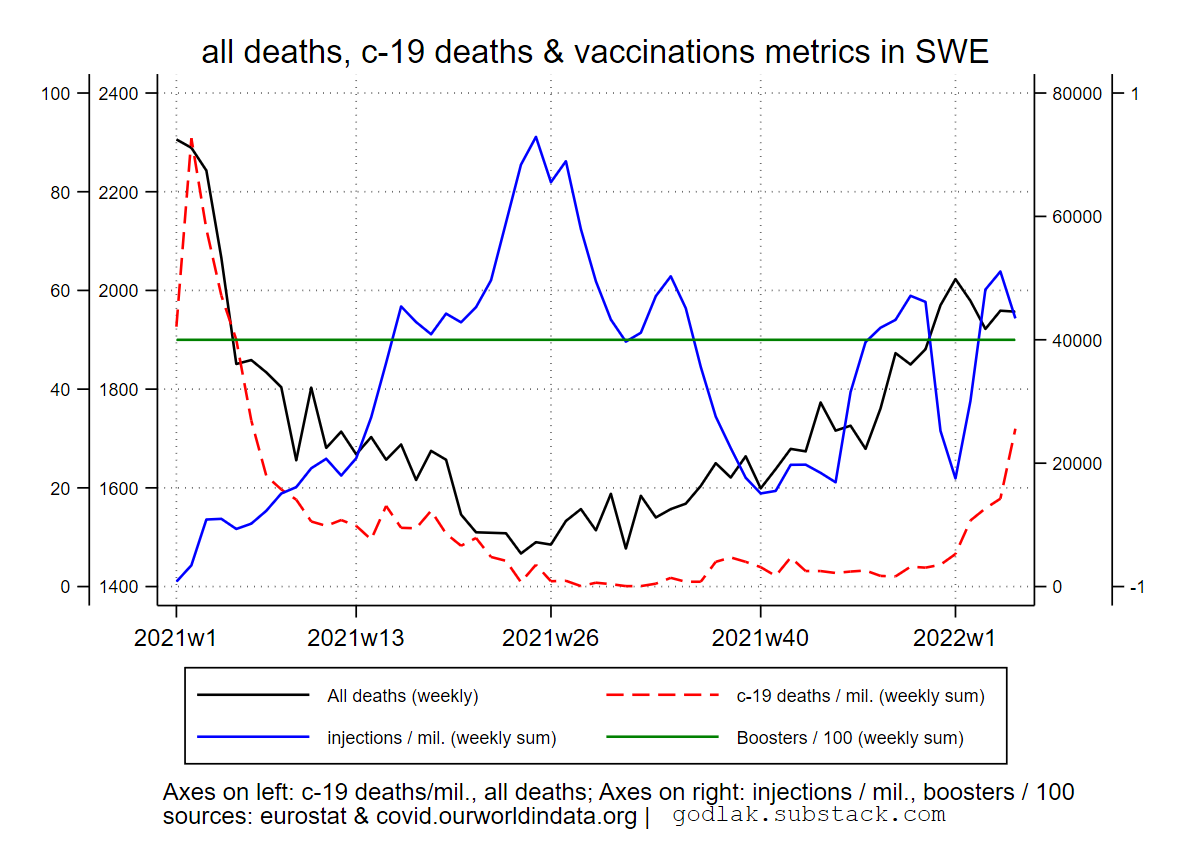 all deaths, c-19 deaths & vaccinations metrics in SWE
100 2400 80000 1
80 2200
60000
60 2000
40000
40 1800
20000
20 1600
0 1400 0 -1
2021w1 2021w13 2021w26 2021w40 2022w1
All deaths (weekly) c-19 deaths / mil. (weekly sum)
injections / mil. (weekly sum) Boosters / 100 (weekly sum)
Axes on left: c-19 deaths/mil., all deaths; Axes on right: injections / mil., boosters / 100
sources: eurostat & covid.ourworldindata.org | godlak.substack.com